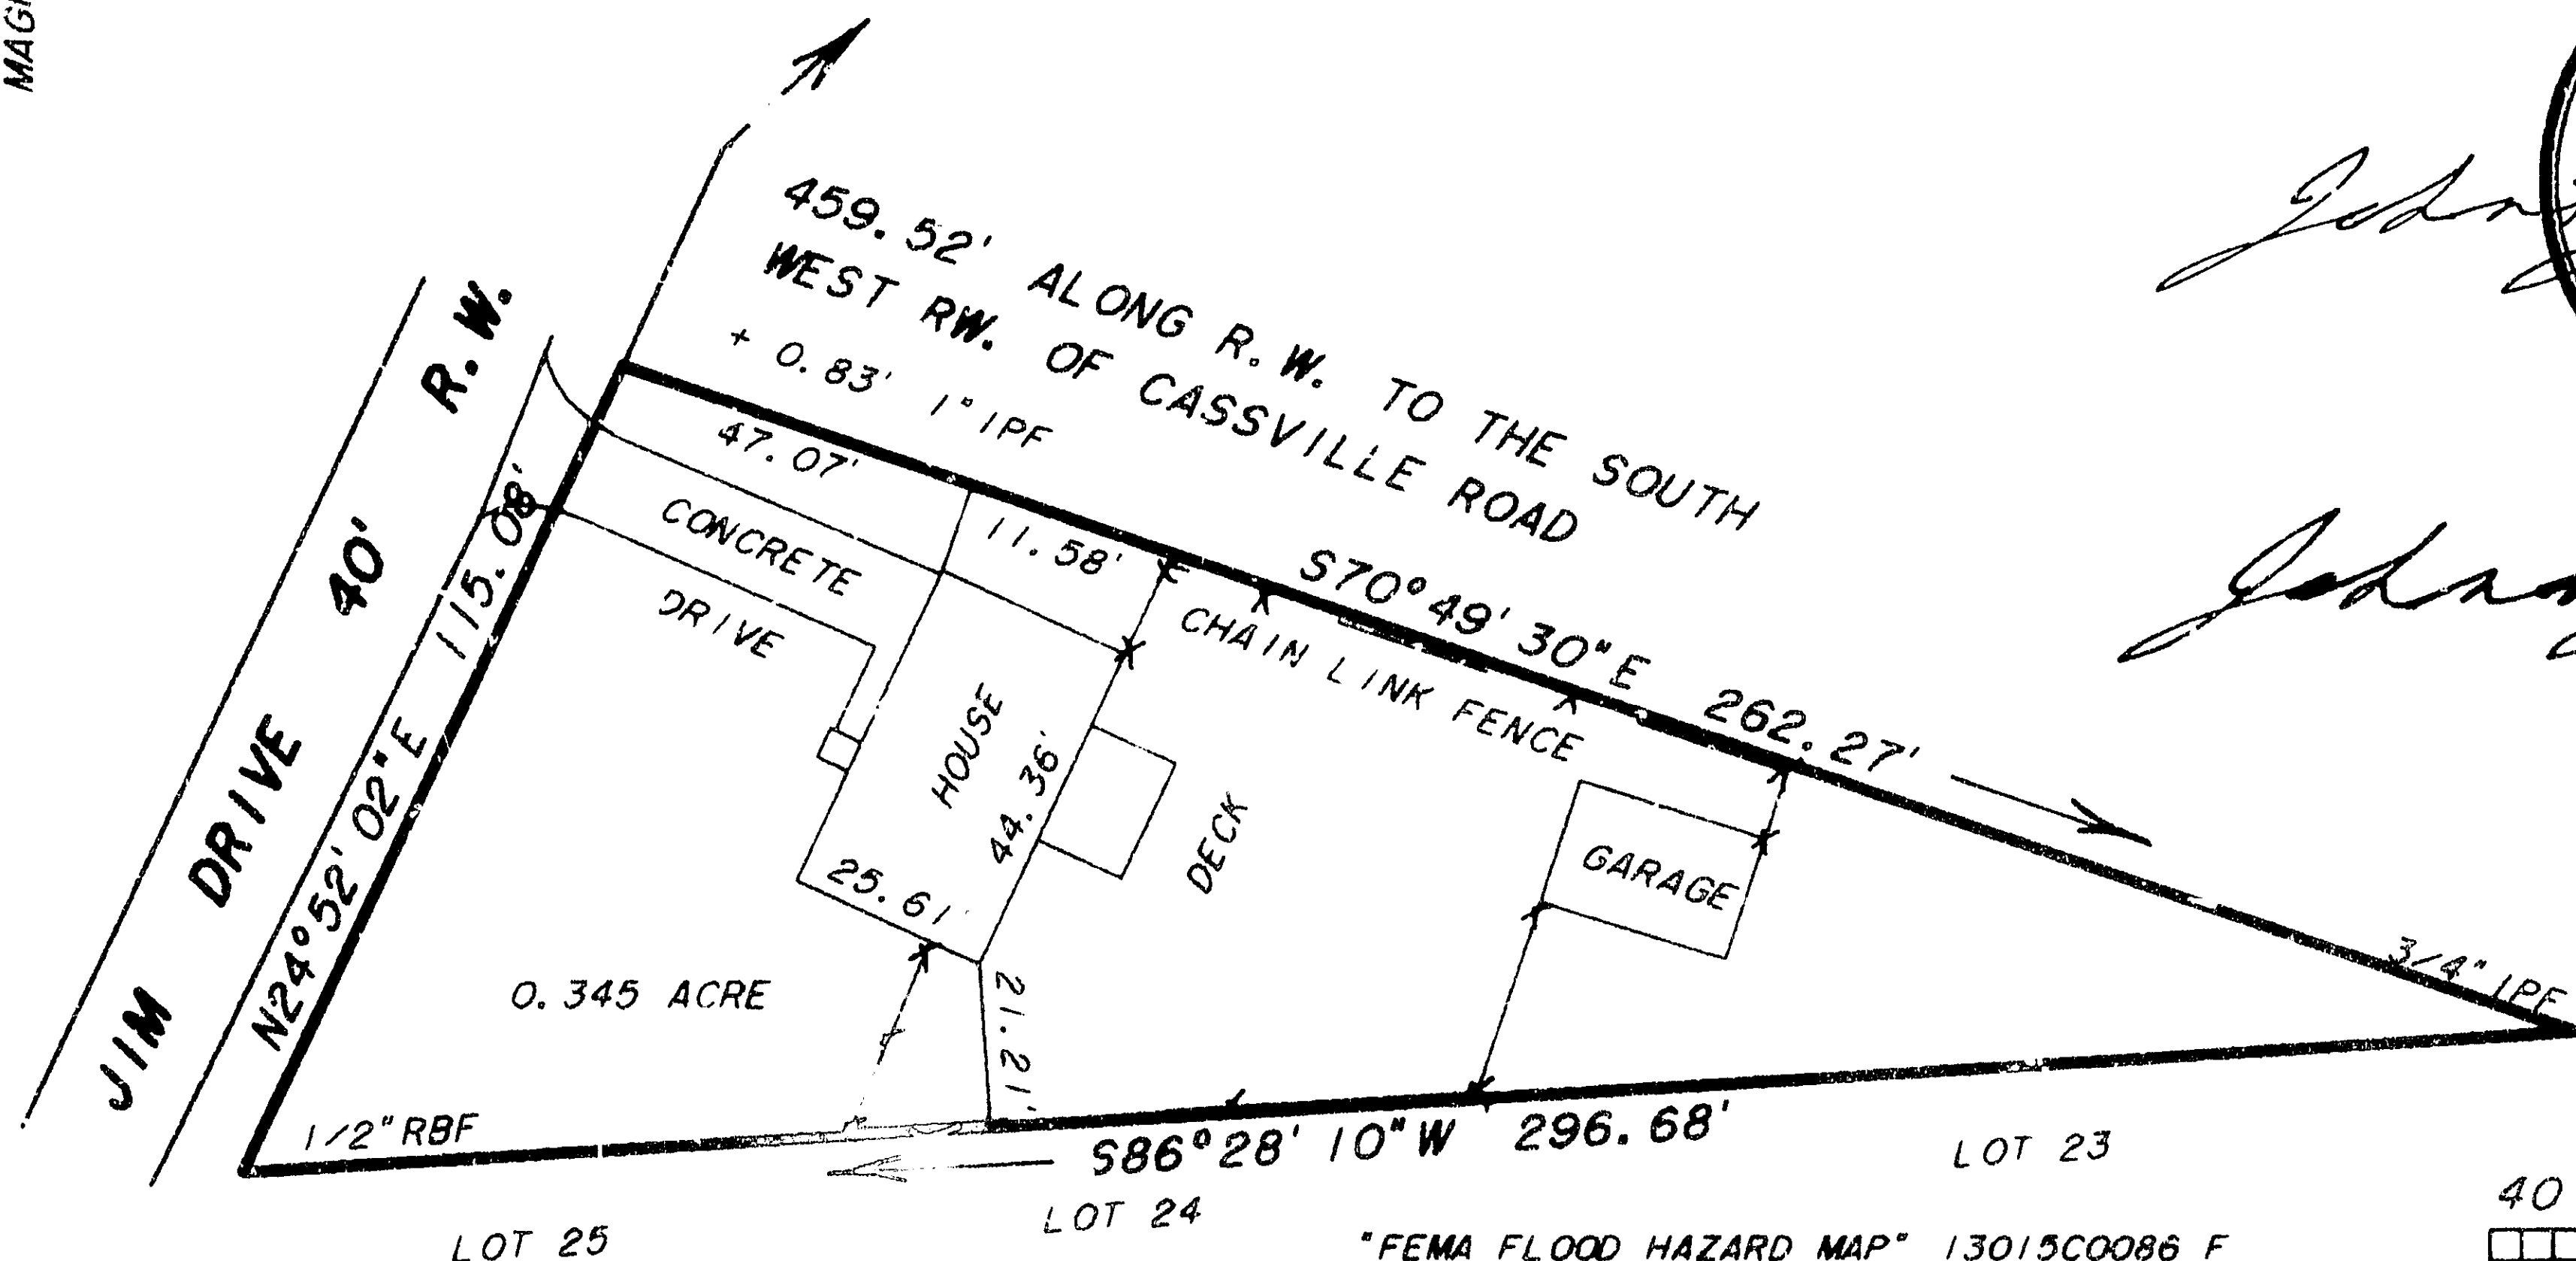 459.52' ALONG R.W. TO THE SOUTH
WEST RW. OF CASSVILLE ROAD
+ 0.83' 1" IPF
JIM DRIVE 40' R.W.
N24°52'02"E 115.08'
47.07'
11.58'
CONCRETE
DRIVE
S70°49'30"E 262.27'
CHAIN LINK FENCE
HOUSE
44.36'
25.61'
DECK
GARAGE
0.345 ACRE
21.21'
3/4" IPF
1/2" RBF
S86°28'10"W 296.68'
LOT 23
LOT 24
LOT 25
40
"FEMA FLOOD HAZARD MAP" 13015C0086 F